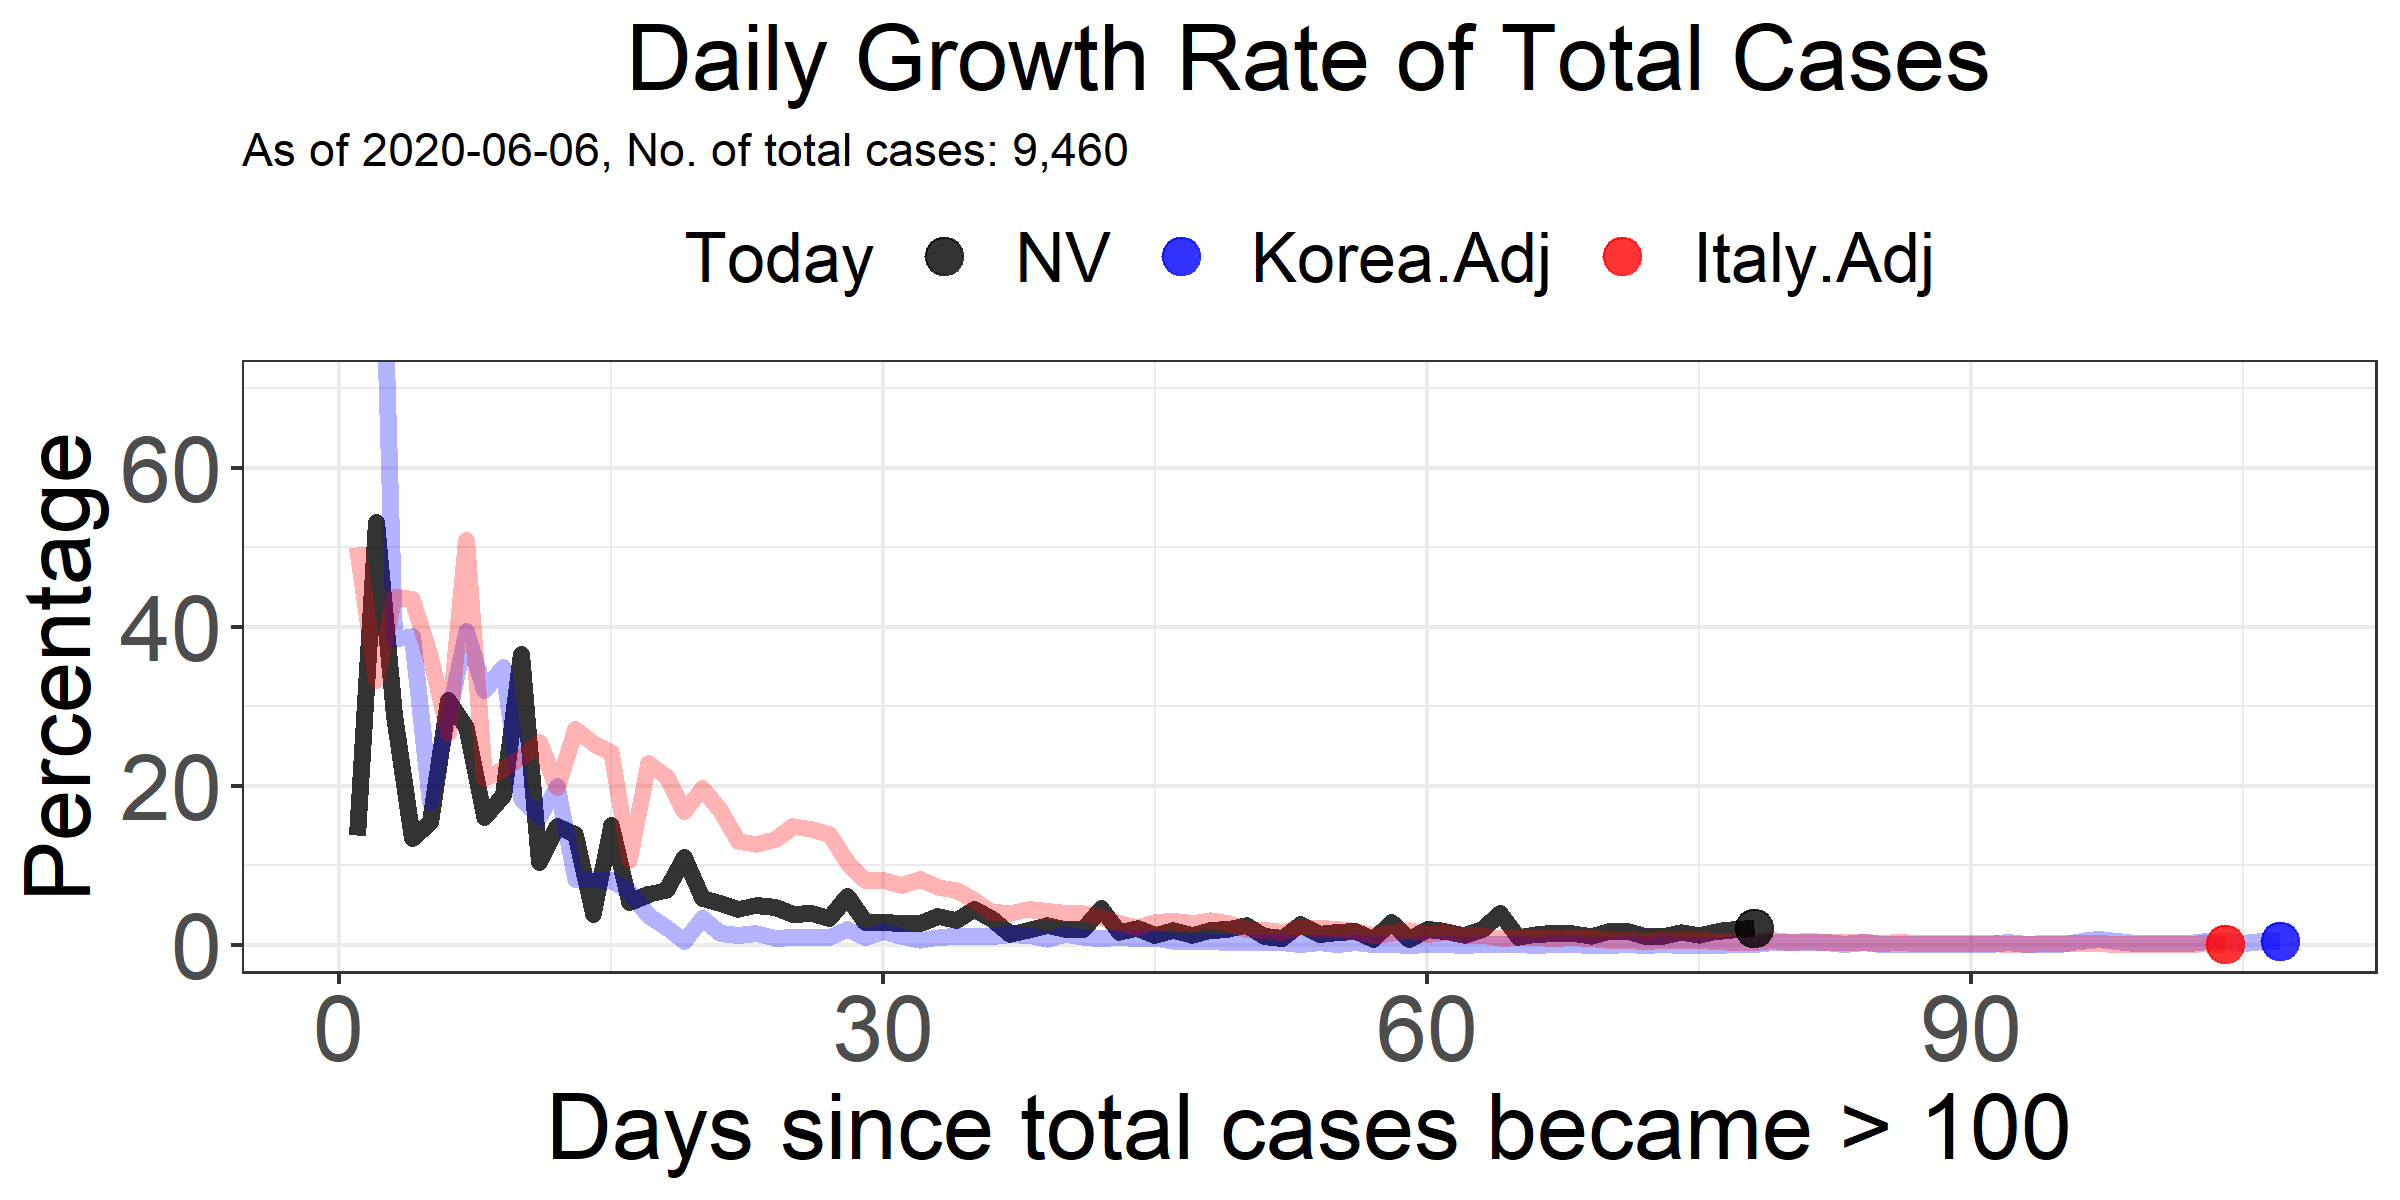 Daily Growth Rate of Total Cases
As of 2020-06-06, No. of total cases: 9,460
Today NV Korea.Adj Italy.Adj
Percentage
60
40
20
0
0 30 60 90
Days since total cases became > 100